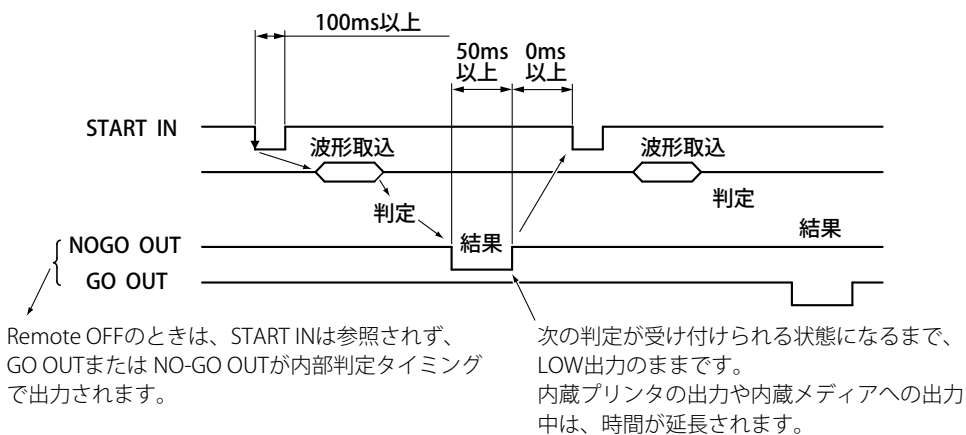 100ms以上
50ms
以上
0ms
以上
START IN
波形取込
波形取込
判定
判定
NOGO OUT
結果
結果
GO OUT
Remote OFFのときは、START INは参照されず、
GO OUTまたは NO-GO OUTが内部判定タイミング
で出力されます。
次の判定が受け付けられる状態になるまで、
LOW出力のままです。
内蔵プリンタの出力や内蔵メディアへの出力
中は、時間が延長されます。